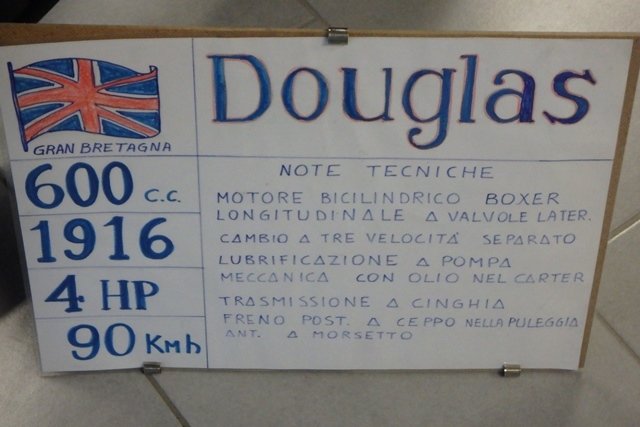 Douglas
GRAN BRETAGNA
600 C.C.
1916
4 HP
90 Kmh
NOTE TECNICHE
MOTORE BICILINDRICO BOXER
LONGITUDINALE A VALVOLE LATER.
CAMBIO A TRE VELOCITÀ SEPARATO
LUBRIFICAZIONE A POMPA
MECCANICA CON OLIO NEL CARTER
TRASMISSIONE A CINGHIA
FRENO POST. A CEPPO NELLA PULEGGIA
ANT. A MORSETTO